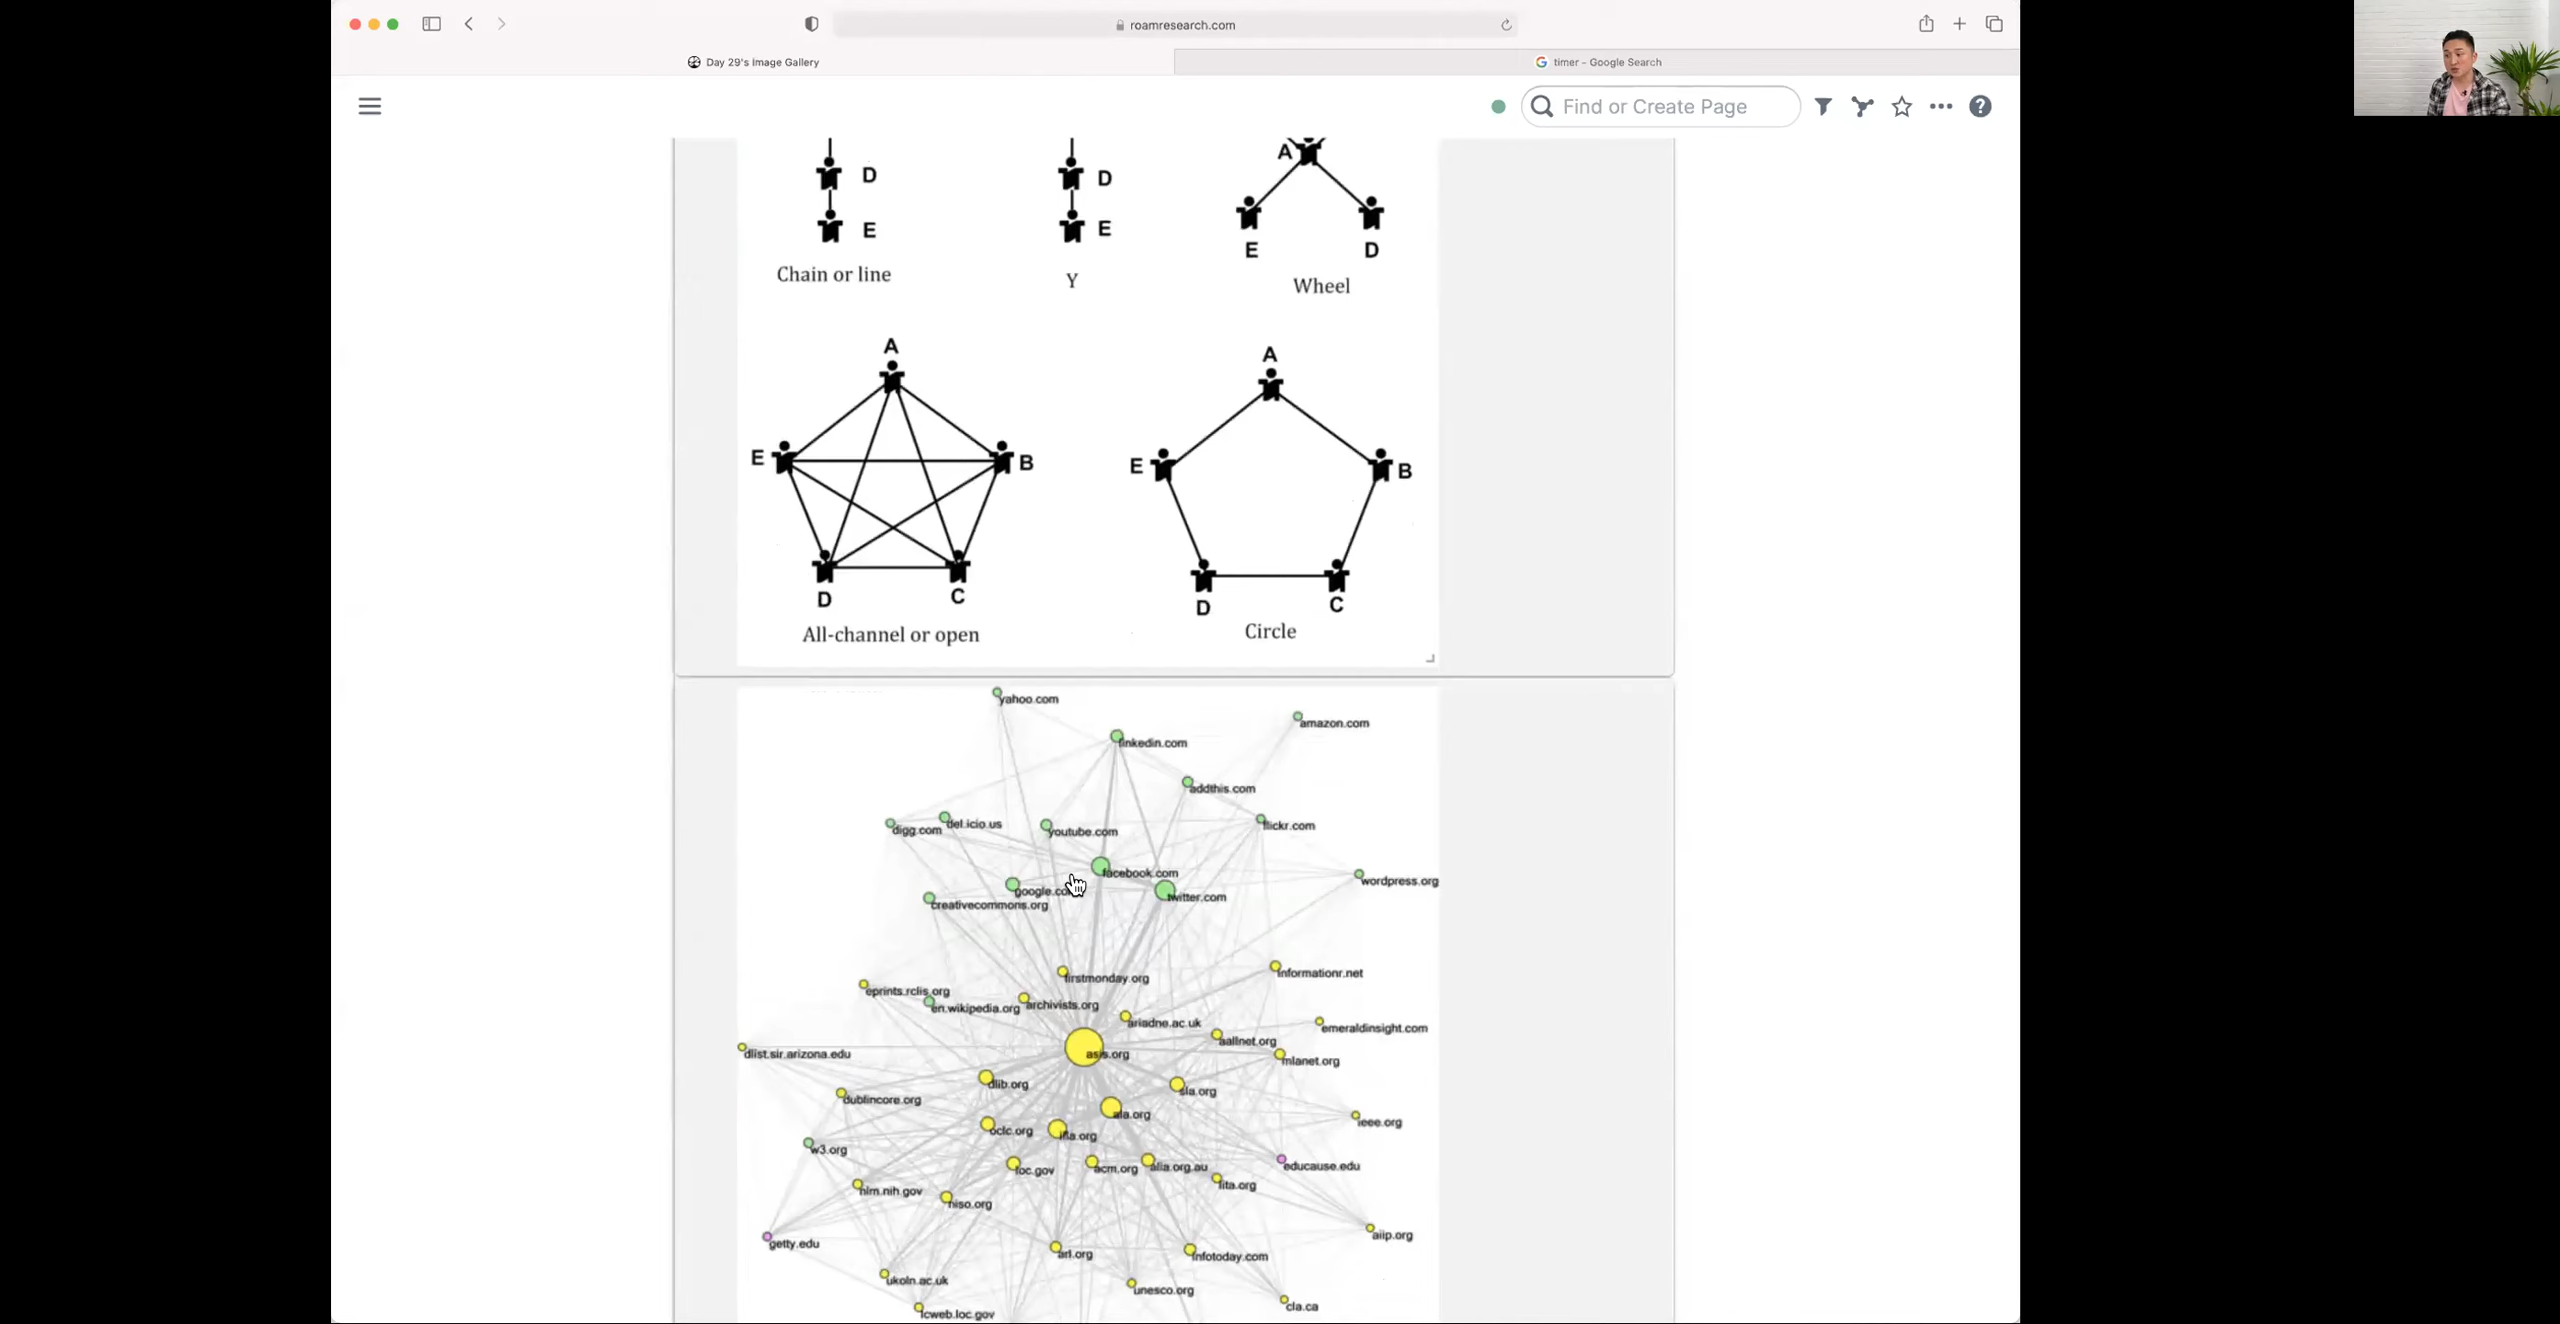 roamresearch.com
Day 29's Image Gallery
timer – Google Search
Find or Create Page
D
D
A
E
E
E
D
Chain or line
Y
Wheel
A
A
E
B
E
B
D
C
D
C
All-channel or open
Circle
yahoo.com
amazon.com
linkedin.com
addthis.com
digg.com
del.icio.us
youtube.com
flickr.com
facebook.com
wordpress.org
google.co
twitter.com
creativecommons.org
firstmonday.org
informationr.net
eprints.rclis.org
en.wikipedia.org
archivists.org
ariadne.ac.uk
emeraldinsight.com
aallnet.org
dlist.sir.arizona.edu
asis.org
mlanet.org
dlib.org
sla.org
dublincore.org
ala.org
ieee.org
oclc.org
ifla.org
w3.org
loc.gov
acm.org
alia.org.au
educause.edu
nlm.nih.gov
lita.org
niso.org
aiip.org
getty.edu
arl.org
infotoday.com
ukoln.ac.uk
unesco.org
cla.ca
lcweb.loc.gov